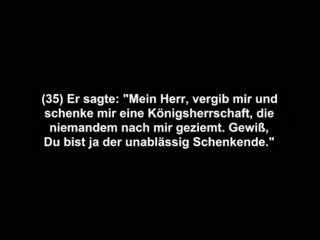 (35) Er sagte: "Mein Herr, vergib mir und
schenke mir eine Königsherrschaft, die
niemandem nach mir geziemt. Gewiß,
Du bist ja der unablässig Schenkende."